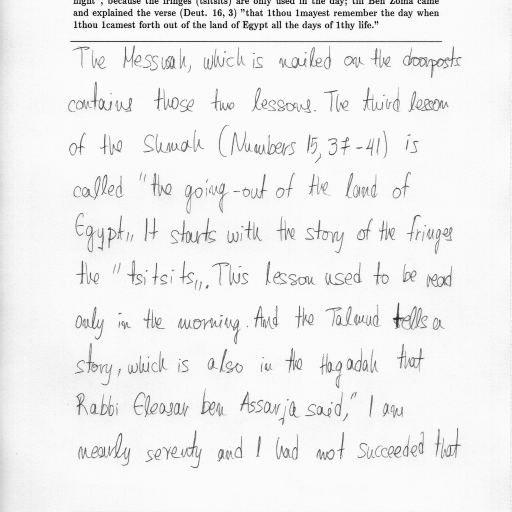 night", because the fringes (tsitsits) are only used in the day; till Ben Zoma came
and explained the verse (Deut. 16, 3) "that 1thou 1mayest remember the day when
1thou 1camest forth out of the land of Egypt all the days of 1thy life."
The Messuah, which is nailed on the doorposts
contains those two lessons. The third lesson
of the Shmah (Numbers 15, 37-41) is
called "the going-out of the land of
Egypt„ It starts with the story of the fringes
the "tsitsits„. This lesson used to be read
only in the morning. And the Talmud tells a
story, which is also in the Hagadah that
Rabbi Eleasar ben Assarja said," I am
nearly seventy and I had not succeeded that